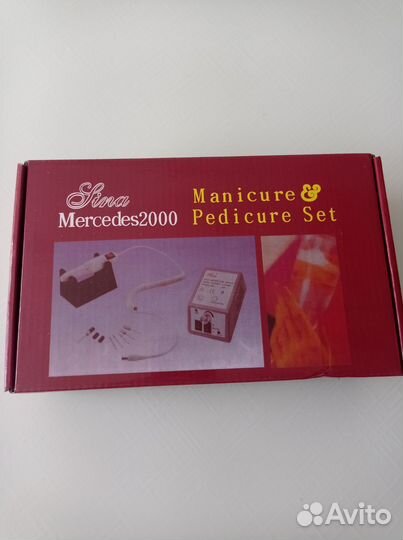 Sina
Mercedes2000
Manicure &
Pedicure Set
Avito